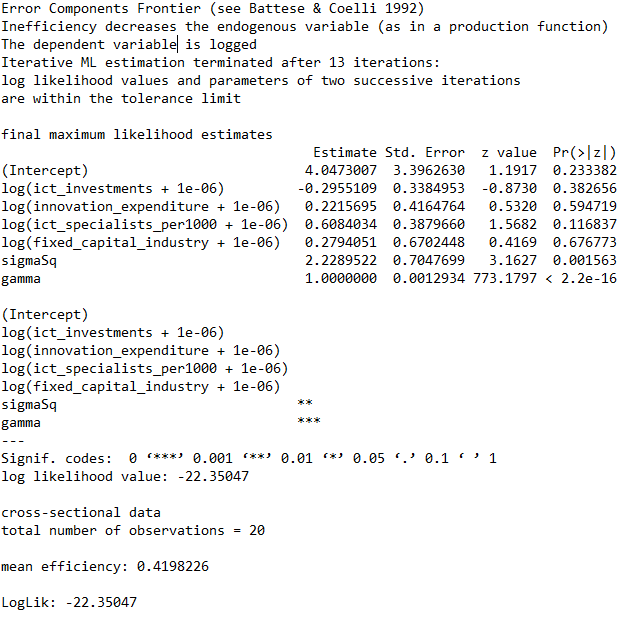 Error Components Frontier (see Battese & Coelli 1992)
Inefficiency decreases the endogenous variable (as in a production function)
The dependent variable is logged
Iterative ML estimation terminated after 13 iterations:
log likelihood values and parameters of two successive iterations
are within the tolerance limit

final maximum likelihood estimates
                                      Estimate Std. Error  z value  Pr(>|z|)
(Intercept)                          4.0473007  3.3962630   1.1917  0.233382
log(ict_investments + 1e-06)        -0.2955109  0.3384953  -0.8730  0.382656
log(innovation_expenditure + 1e-06)  0.2215695  0.4164764   0.5320  0.594719
log(ict_specialists_per1000 + 1e-06) 0.6084034  0.3879660   1.5682  0.116837
log(fixed_capital_industry + 1e-06)  0.2794051  0.6702448   0.4169  0.676773
sigmaSq                              2.2289522  0.7047699   3.1627  0.001563
gamma                                1.0000000  0.0012934 773.1797 < 2.2e-16

(Intercept)
log(ict_investments + 1e-06)
log(innovation_expenditure + 1e-06)
log(ict_specialists_per1000 + 1e-06)
log(fixed_capital_industry + 1e-06)
sigmaSq                              **
gamma                                ***
---
Signif. codes:  0 ‘***’ 0.001 ‘**’ 0.01 ‘*’ 0.05 ‘.’ 0.1 ‘ ’ 1
log likelihood value: -22.35047

cross-sectional data
total number of observations = 20

mean efficiency: 0.4198226

LogLik: -22.35047